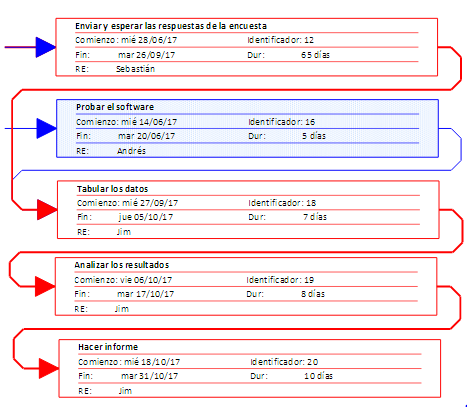 Enviar y esperar las respuestas de la encuesta
Comienzo: mié 28/06/17 Identificador: 12
Fin: mar 26/09/17 Dur: 65 días
RE: Sebastián
Probar el software
Comienzo: mié 14/06/17 Identificador: 16
Fin: mar 20/06/17 Dur: 5 días
RE: Andrés
Tabular los datos
Comienzo: mié 27/09/17 Identificador: 18
Fin: jue 05/10/17 Dur: 7 días
RE: Jim
Analizar los resultados
Comienzo: vie 06/10/17 Identificador: 19
Fin: mar 17/10/17 Dur: 8 días
RE: Jim
Hacer informe
Comienzo: mié 18/10/17 Identificador: 20
Fin: mar 31/10/17 Dur: 10 días
RE: Jim